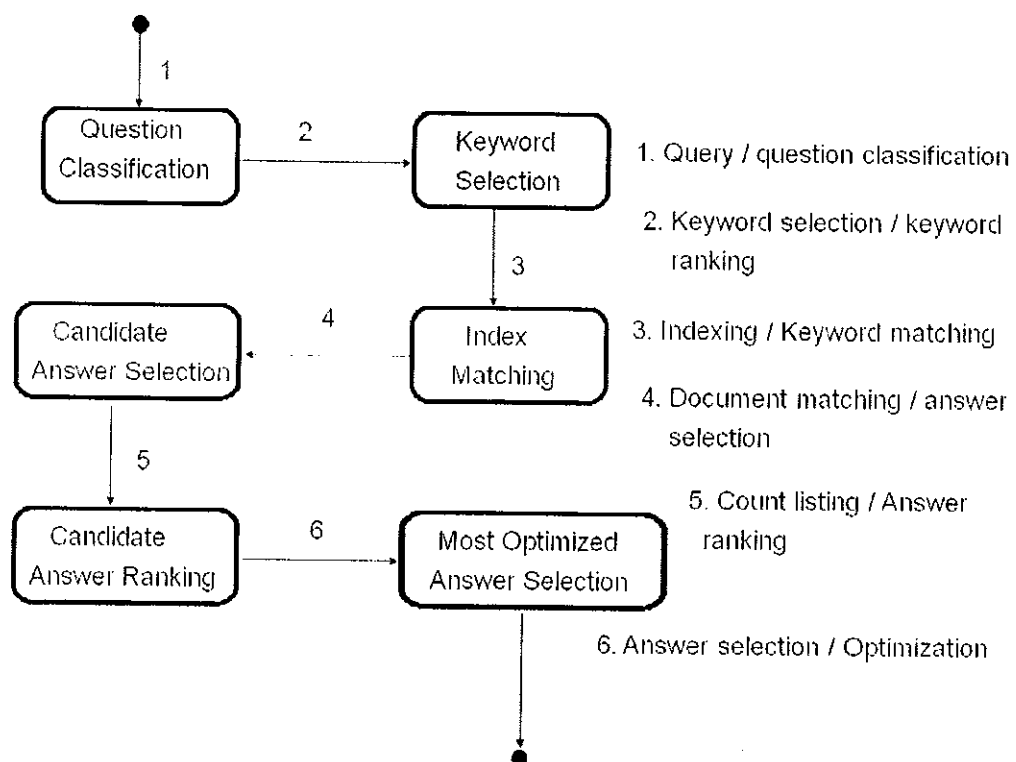 1
Question
Classification
2
Keyword
Selection
1. Query / question classification
2. Keyword selection / keyword
ranking
3
Candidate
Answer Selection
4
Index
Matching
3. Indexing / Keyword matching
4. Document matching / answer
selection
5
5. Count listing / Answer
ranking
Candidate
Answer Ranking
6
Most Optimized
Answer Selection
6. Answer selection / Optimization